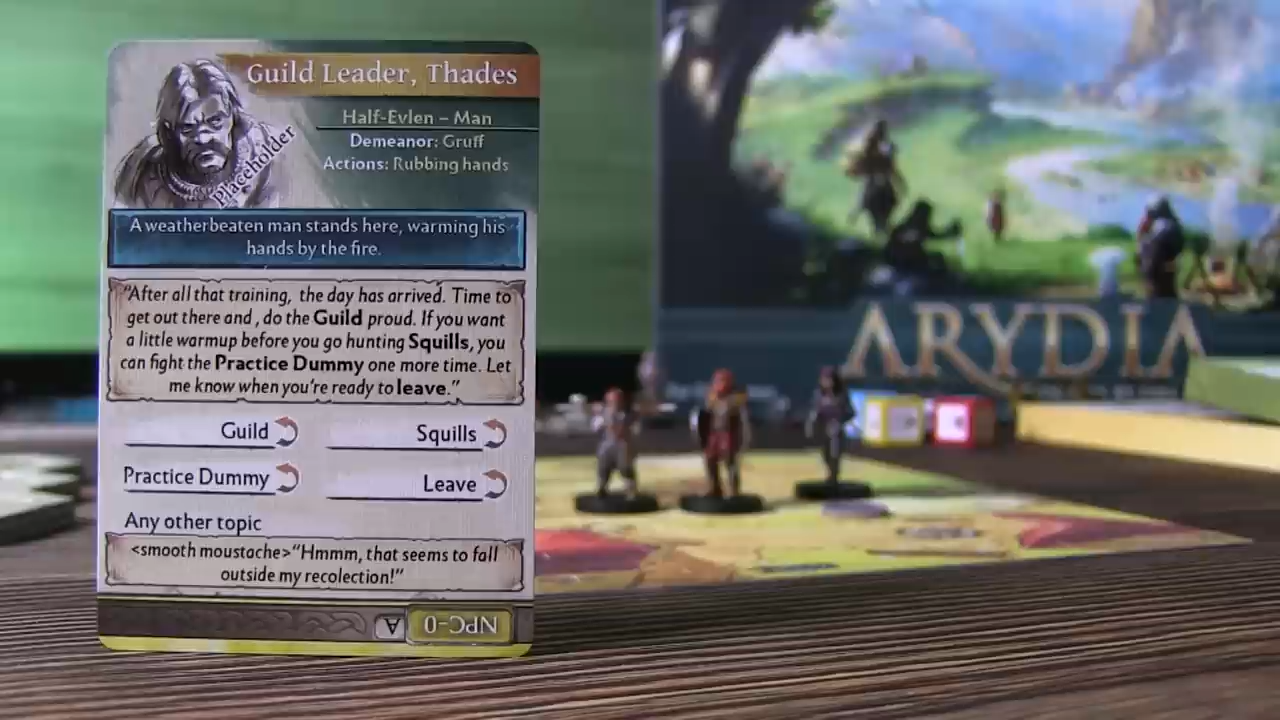 Guild Leader, Thades
Placeholder
Half-Evlen – Man
Demeanor: Gruff
Actions: Rubbing hands
A weatherbeaten man stands here, warming his
hands by the fire.
"After all that training, the day has arrived. Time to
get out there and , do the Guild proud. If you want
a little warmup before you go hunting Squills, you
can fight the Practice Dummy one more time. Let
me know when you're ready to leave."
Guild
Squills
Practice Dummy
Leave
Any other topic
<smooth moustache>"Hmmm, that seems to fall
outside my recolection!"
A
NPC-0
ARYDIA